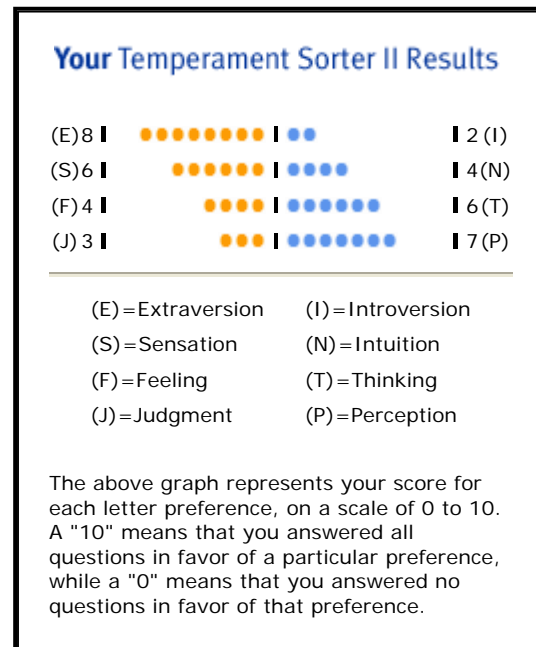 Your Temperament Sorter II Results
(E) 8 2 (I)
(S) 6 4 (N)
(F) 4 6 (T)
(J) 3 7 (P)
(E)=Extraversion (I)=Introversion
(S)=Sensation (N)=Intuition
(F)=Feeling (T)=Thinking
(J)=Judgment (P)=Perception
The above graph represents your score for
each letter preference, on a scale of 0 to 10.
A "10" means that you answered all
questions in favor of a particular preference,
while a "0" means that you answered no
questions in favor of that preference.